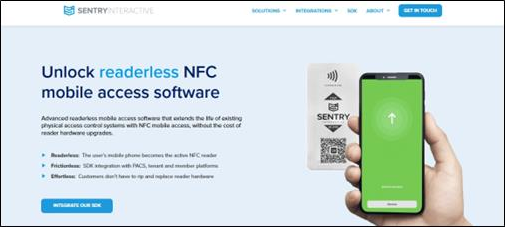 SENTRYINTERACTIVE
SOLUTIONS INTEGRATIONS SDK ABOUT GET IN TOUCH
Unlock readerless NFC
mobile access software
Advanced readerless mobile access software that extends the life of existing
physical access control systems with NFC mobile access, without the cost of
reader hardware upgrades.
Readerless: The user's mobile phone becomes the active NFC reader
Frictionless: SDK integration with PACS, tenant and member platforms
Effortless: Customers don't have to rip and replace reader hardware
INTEGRATE OUR SDK
SENTRY